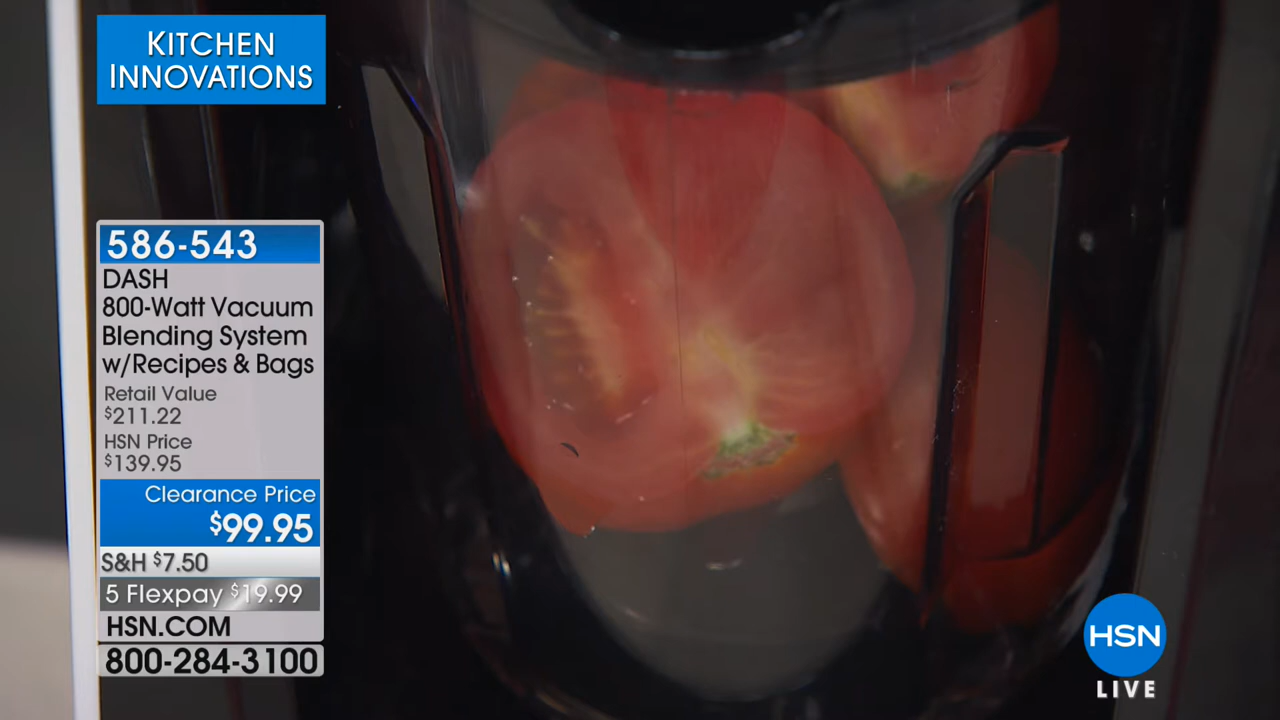 KITCHEN
INNOVATIONS
586-543
DASH
800-Watt Vacuum
Blending System
w/Recipes & Bags
Retail Value
$211.22
HSN Price
$139.95
Clearance Price
$99.95
S&H $7.50
5 Flexpay $19.99
HSN.COM
800-284-3100
HSN
LIVE